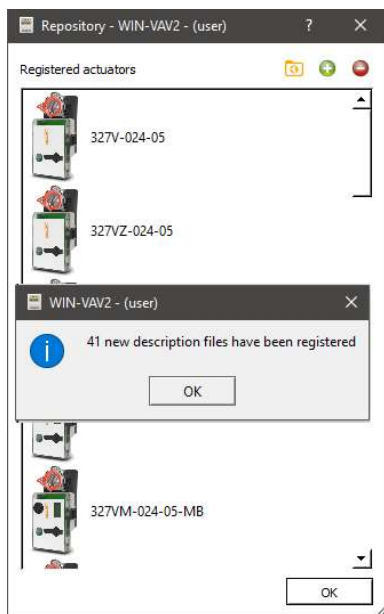 Repository - WIN-VAV2 - (user)
Registered actuators
327V-024-05
327VZ-024-05
WIN-VAV2 - (user)
41 new description files have been registered
OK
327VM-024-05-MB
OK